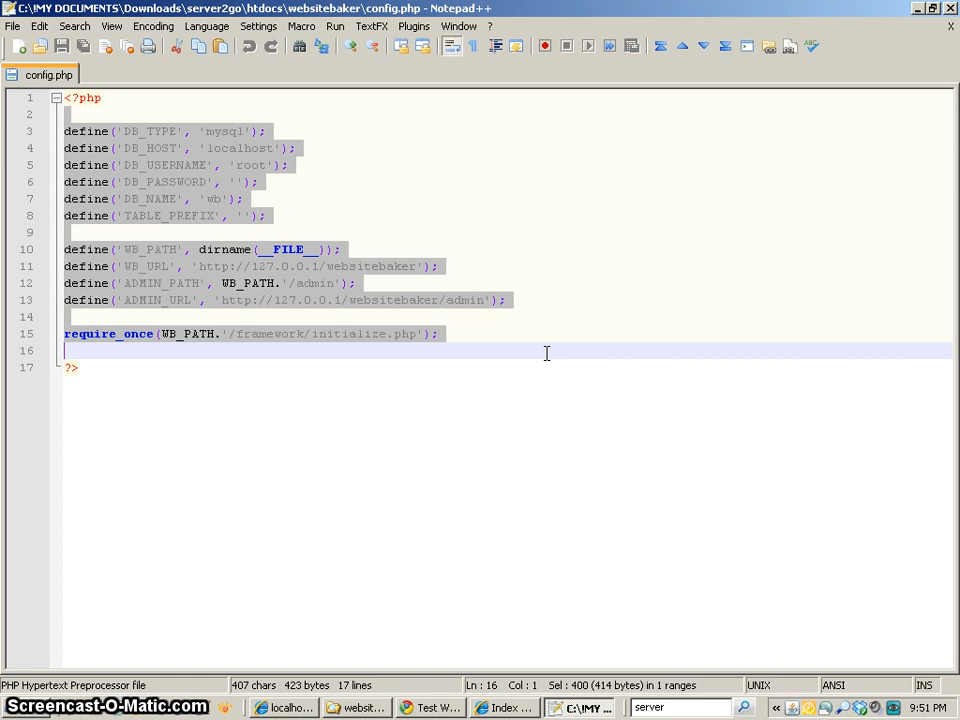 C:\!MY DOCUMENTS\Downloads\server2go\htdocs\websitebaker\config.php - Notepad++
File Edit Search View Encoding Language Settings Macro Run TextFX Plugins Window ? X
config.php
1 <?php
2
3 define('DB_TYPE', 'mysql');
4 define('DB_HOST', 'localhost');
5 define('DB_USERNAME', 'root');
6 define('DB_PASSWORD', '');
7 define('DB_NAME', 'wb');
8 define('TABLE_PREFIX', '');
9
10 define('WB_PATH', dirname(__FILE__));
11 define('WB_URL', 'http://127.0.0.1/websitebaker');
12 define('ADMIN_PATH', WB_PATH.'/admin');
13 define('ADMIN_URL', 'http://127.0.0.1/websitebaker/admin');
14
15 require_once(WB_PATH.'/framework/initialize.php');
16
17 ?>
PHP Hypertext Preprocessor file 407 chars 423 bytes 17 lines Ln : 16 Col : 1 Sel : 400 (414 bytes) in 1 ranges UNIX ANSI INS
Screencast-O-Matic.com localho... websit... Test W... Index ... C:\!MY ... server « 9:51 PM